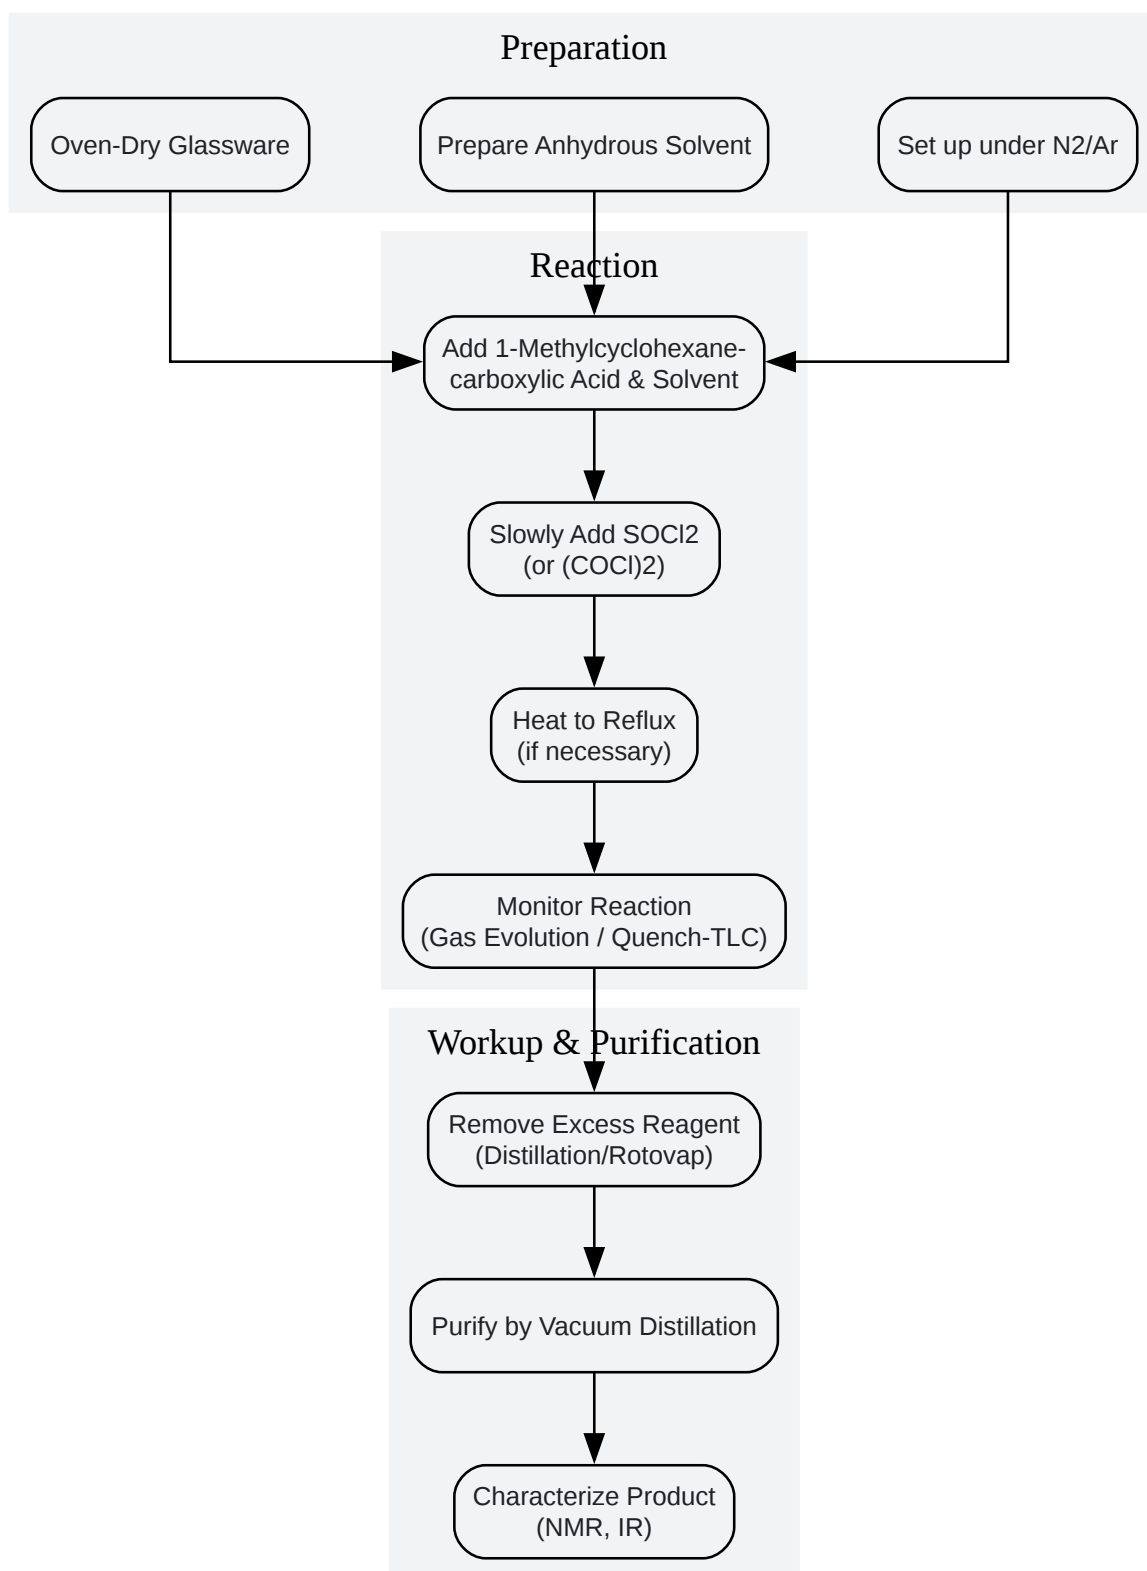 Preparation
Oven-Dry Glassware
Prepare Anhydrous Solvent
Set up under N2/Ar
Reaction
Add 1-Methylcyclohexane-
carboxylic Acid & Solvent
Slowly Add SOCl2
(or (COCl)2)
Heat to Reflux
(if necessary)
Monitor Reaction
(Gas Evolution / Quench-TLC)
Workup & Purification
Remove Excess Reagent
(Distillation/Rotovap)
Purify by Vacuum Distillation
Characterize Product
(NMR, IR)